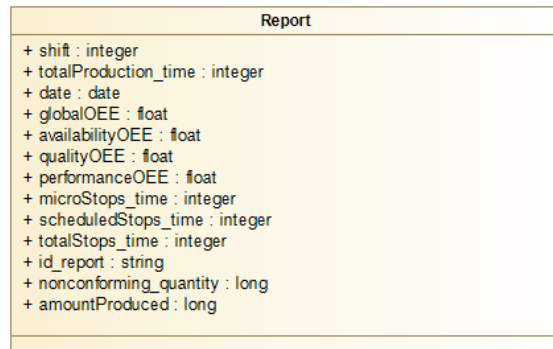 Report
+ shift : integer
+ totalProduction_time : integer
+ date : date
+ globalOEE : float
+ availabilityOEE : float
+ qualityOEE : float
+ performanceOEE : float
+ microStops_time : integer
+ scheduledStops_time : integer
+ totalStops_time : integer
+ id_report : string
+ nonconforming_quantity : long
+ amountProduced : long